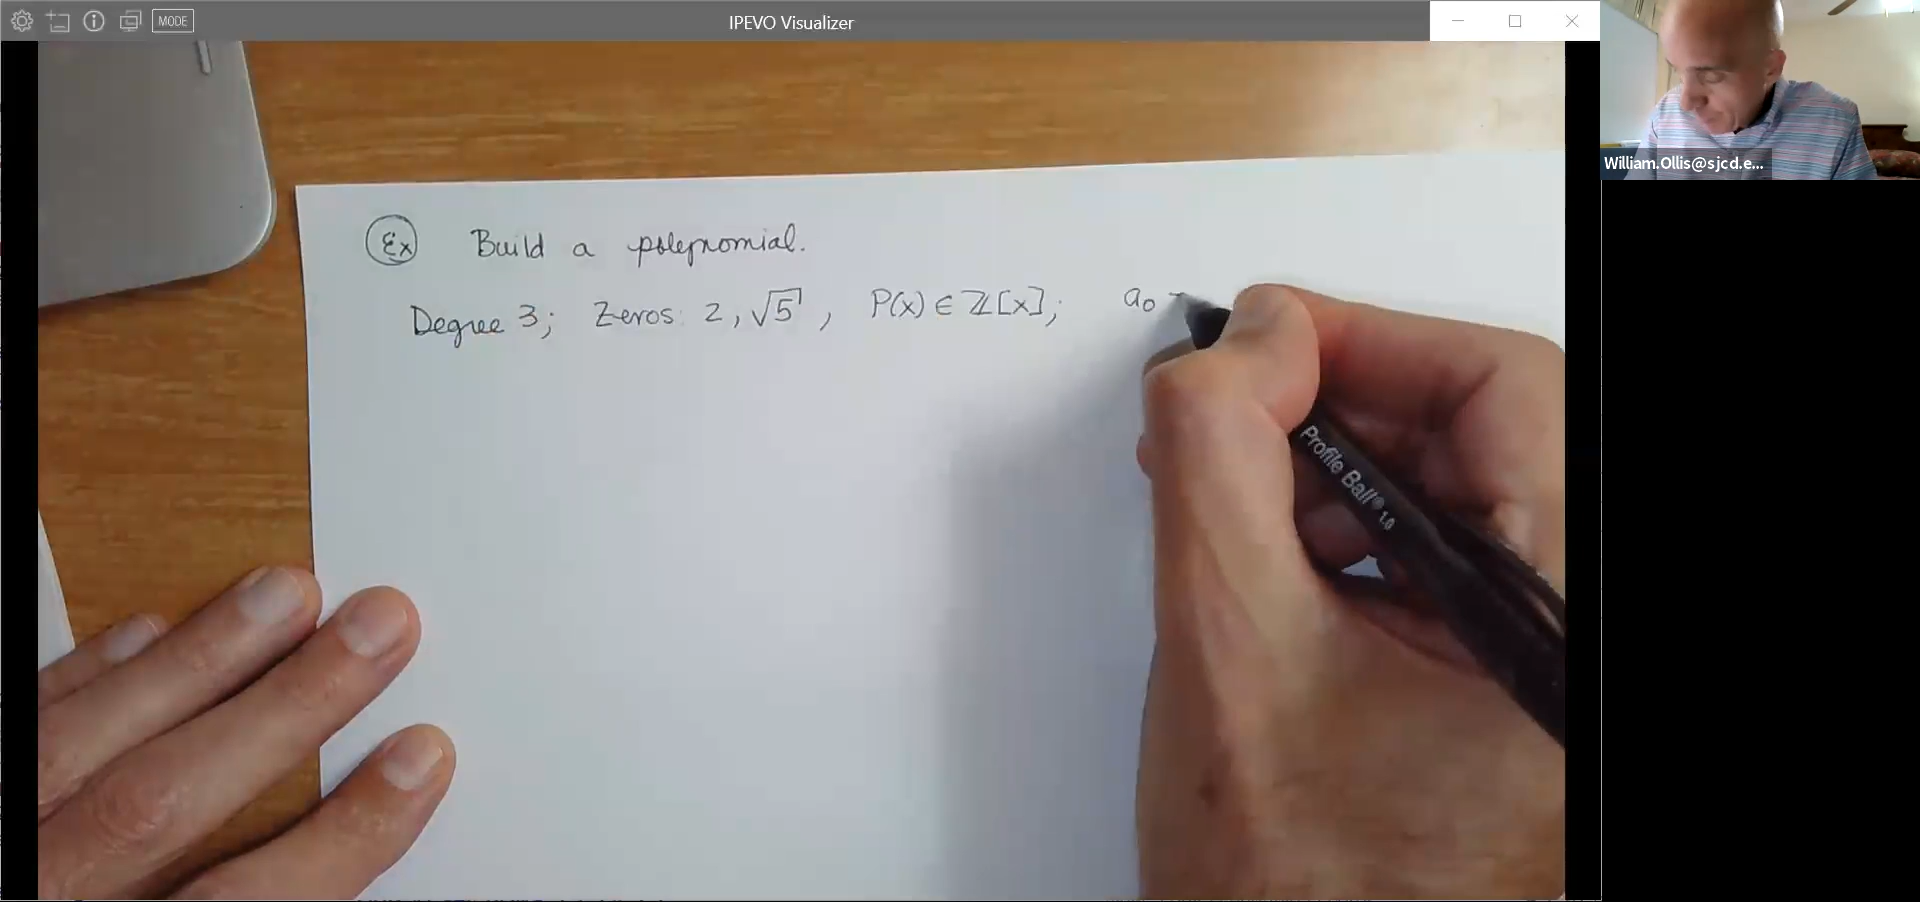 MODE IPEVO Visualizer
William.Ollis@sjcd.e...
Ex Build a polynomial.
Degree 3; Zeros: 2, √5, P(x) ∈ ℤ[x]; a₀ =
Profile Ball® 1.0